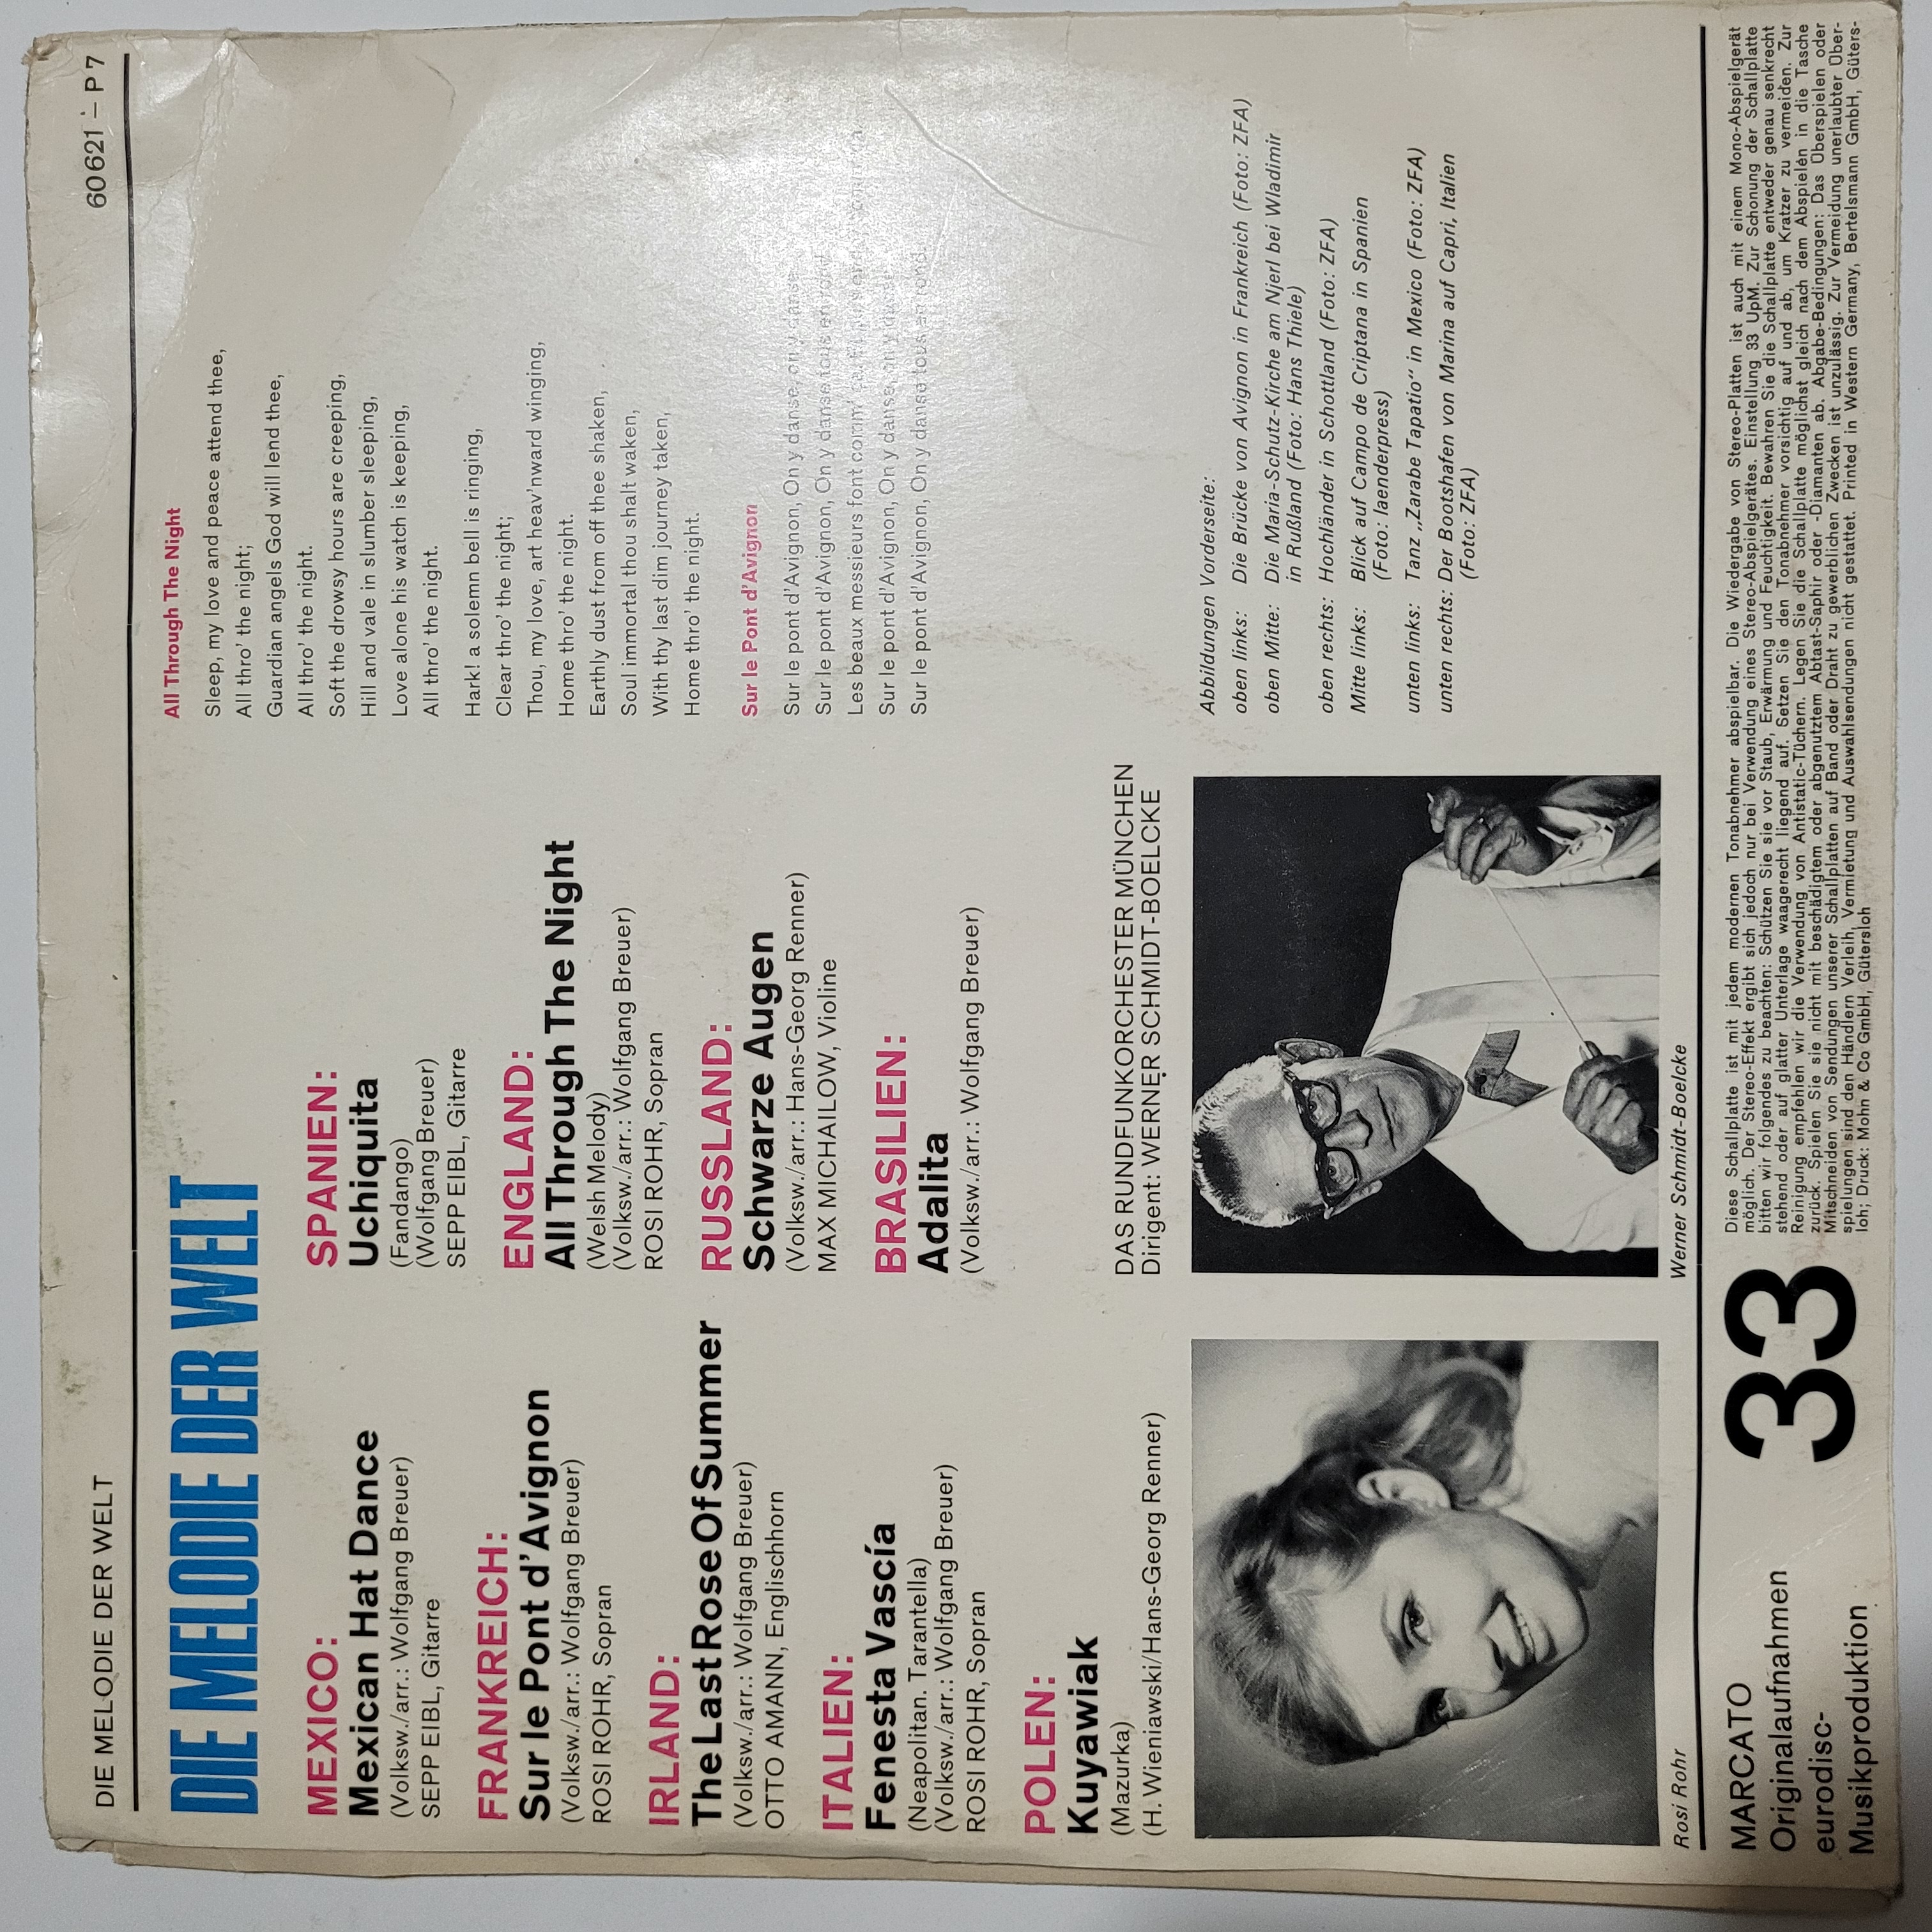 DIE MELODIE DER WELT
60621 – P7
DIE MELODIE DER WELT
MEXICO:
Mexican Hat Dance
(Volksw./arr.: Wolfgang Breuer)
SEPP EIBL, Gitarre
FRANKREICH:
Sur le Pont d'Avignon
(Volksw./arr.: Wolfgang Breuer)
ROSI ROHR, Sopran
IRLAND:
The Last Rose Of Summer
(Volksw./arr.: Wolfgang Breuer)
OTTO AMANN, Englischhorn
ITALIEN:
Fenesta Vascía
(Neapolitan. Tarantella)
(Volksw./arr.: Wolfgang Breuer)
ROSI ROHR, Sopran
POLEN:
Kuyawiak
(Mazurka)
(H. Wieniawski/Hans-Georg Renner)
Rosi Rohr
SPANIEN:
Uchiquita
(Fandango)
(Wolfgang Breuer)
SEPP EIBL, Gitarre
ENGLAND:
All Through The Night
(Welsh Melody)
(Volksw./arr.: Wolfgang Breuer)
ROSI ROHR, Sopran
RUSSLAND:
Schwarze Augen
(Volksw./arr.: Hans-Georg Renner)
MAX MICHAILOW, Violine
BRASILIEN:
Adalita
(Volksw./arr.: Wolfgang Breuer)
DAS RUNDFUNKORCHESTER MÜNCHEN
Dirigent: WERNER SCHMIDT-BOELCKE
Werner Schmidt-Boelcke
All Through The Night
Sleep, my love and peace attend thee,
All thro' the night;
Guardian angels God will lend thee,
All thro' the night.
Soft the drowsy hours are creeping,
Hill and vale in slumber sleeping,
Love alone his watch is keeping,
All thro' the night.
Hark! a solemn bell is ringing,
Clear thro' the night;
Thou, my love, art heav'nward winging,
Home thro' the night.
Earthly dust from off thee shaken,
Soul immortal thou shalt waken,
With thy last dim journey taken,
Home thro' the night.
Sur le Pont d'Avignon
Sur le pont d'Avignon, On y danse, on y danse
Sur le pont d'Avignon, On y danse tous en rond.
Les beaux messieurs font comm' ça,
Sur le pont d'Avignon, On y danse, on y danse
Sur le pont d'Avignon, On y danse tous en rond.
Abbildungen Vorderseite:
oben links: Die Brücke von Avignon in Frankreich (Foto: ZFA)
oben Mitte: Die Maria-Schutz-Kirche am Njerl bei Wladimir
in Rußland (Foto: Hans Thiele)
oben rechts: Hochländer in Schottland (Foto: ZFA)
Mitte links: Blick auf Campo de Criptana in Spanien
(Foto: laenderpress)
unten links: Tanz „Zarabe Tapatio“ in Mexico (Foto: ZFA)
unten rechts: Der Bootshafen von Marina auf Capri, Italien
(Foto: ZFA)
MARCATO
Originalaufnahmen
eurodisc-
Musikproduktion
33
Diese Schallplatte ist mit jedem modernen Tonabnehmer abspielbar. Die Wiedergabe von Stereo-Platten ist auch mit einem Mono-Abspielgerät
möglich. Der Stereo-Effekt ergibt sich jedoch nur bei Verwendung eines Stereo-Abspielgerätes. Einstellung 33 UpM. Zur Schonung der Schallplatte
bitten wir folgendes zu beachten: Schützen Sie sie vor Staub, Erwärmung und Feuchtigkeit. Bewahren Sie die Schallplatte entweder genau senkrecht
stehend oder auf glatter Unterlage waagerecht liegend auf. Setzen Sie den Tonabnehmer vorsichtig auf und ab, um Kratzer zu vermeiden. Zur
Reinigung empfehlen wir die Verwendung von Antistatic-Tüchern. Legen Sie die Schallplatte möglichst gleich nach dem Abspielen in die Tasche
zurück. Spielen Sie sie nicht mit beschädigtem oder abgenutztem Abtast-Saphir oder -Diamanten ab. Abgabe-Bedingungen: Das Überspielen oder
Mitschneiden von Sendungen unserer Schallplatten auf Band oder Draht zu gewerblichen Zwecken ist unzulässig. Zur Vermeidung unerlaubter Über-
spielungen sind den Händlern Verleih, Vermietung und Auswahlsendungen nicht gestattet. Printed in Western Germany, Bertelsmann GmbH, Güters-
loh; Druck: Mohn & Co GmbH, Gütersloh